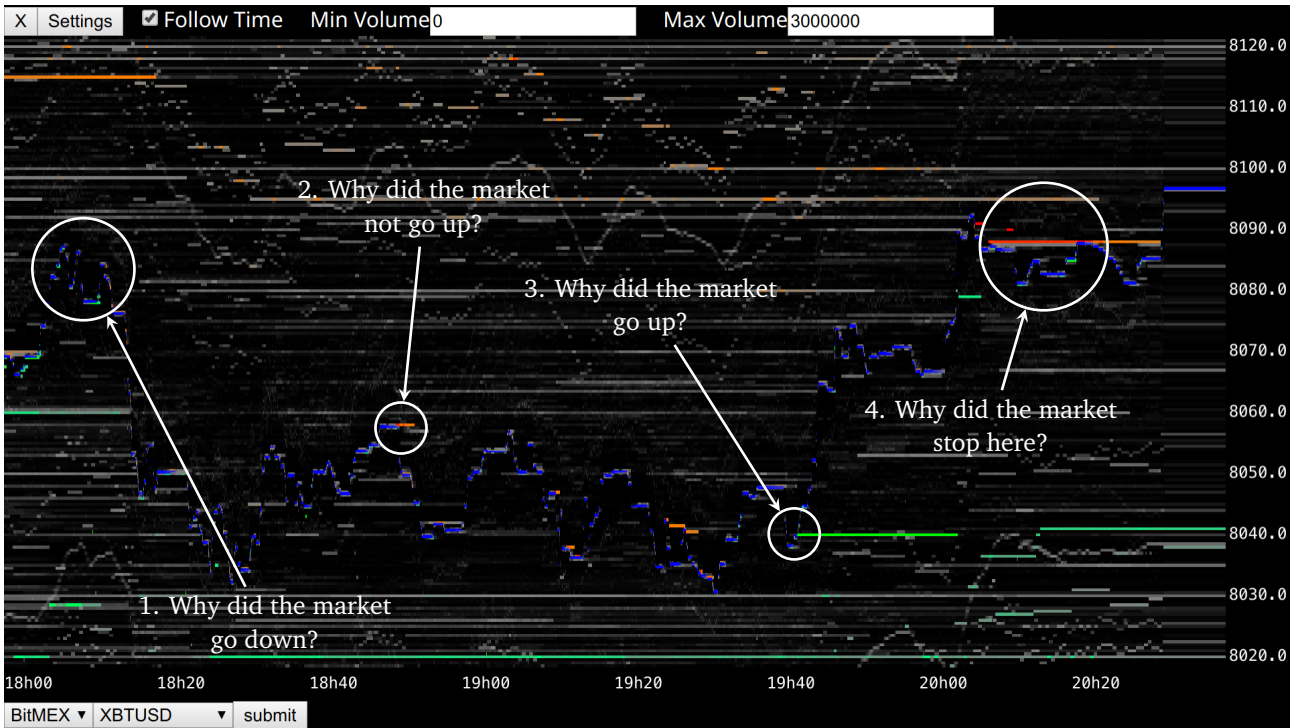 X Settings Follow Time Min Volume 0 Max Volume 3000000
8120.0
8110.0
8100.0
2. Why did the market
not go up?
8090.0
3. Why did the market
go up?
8080.0
8070.0
4. Why did the market
stop here?
8060.0
8050.0
8040.0
8030.0
1. Why did the market
go down?
8020.0
18h00 18h20 18h40 19h00 19h20 19h40 20h00 20h20
BitMEX XBTUSD submit